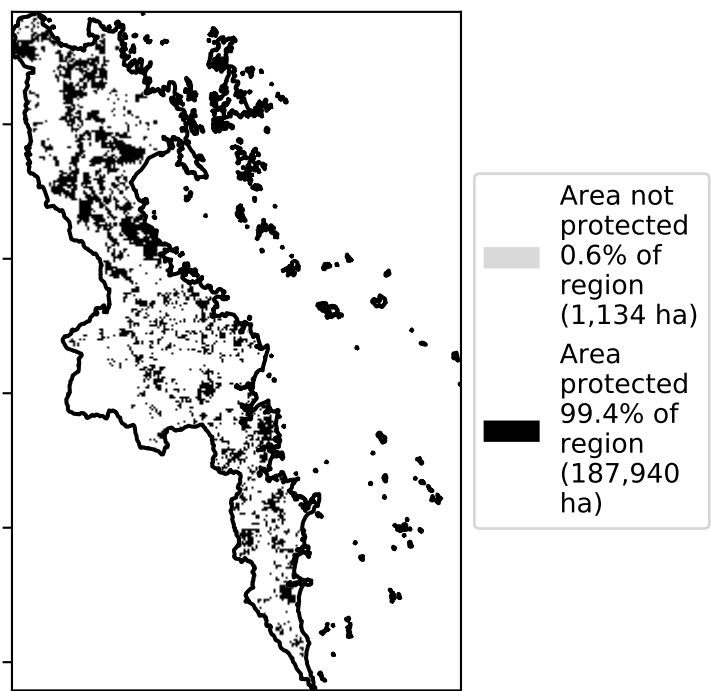 Area not
protected
0.6% of
region
(1,134 ha)
Area
protected
99.4% of
region
(187,940
ha)